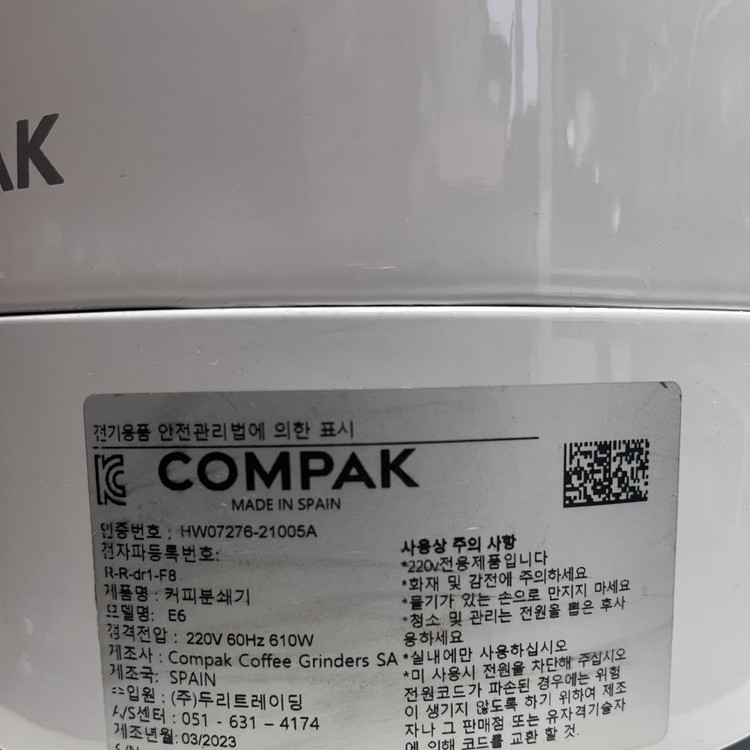 AK
전기용품 안전관리법에 의한 표시
COMPAK
MADE IN SPAIN
인증번호 : HW07276-21005A
전자파등록번호:
R-R-dr1-F8
제품명 : 커피분쇄기
모델명: E6
정격전압 : 220V 60Hz 610W
제조사 : Compak Coffee Grinders SA
제조국: SPAIN
수입원 : (주)두리트레이딩
A/S센터 : 051 - 631 - 4174
제조년월: 03/2023
S/N
사용상 주의 사항
*220v전용제품입니다
*화재 및 감전에 주의하세요
*물기가 있는 손으로 만지지 마세요
*청소 및 관리는 전원을 뽑은 후사
용하세요
*실내에만 사용하십시오
*미 사용시 전원을 차단해 주십시오
전원코드가 파손된 경우에는 위험
이 생기지 않도록 하기 위하여 제조
자나 그 판매점 또는 유자격기술자
에 의해 코드를 교환 할 것.